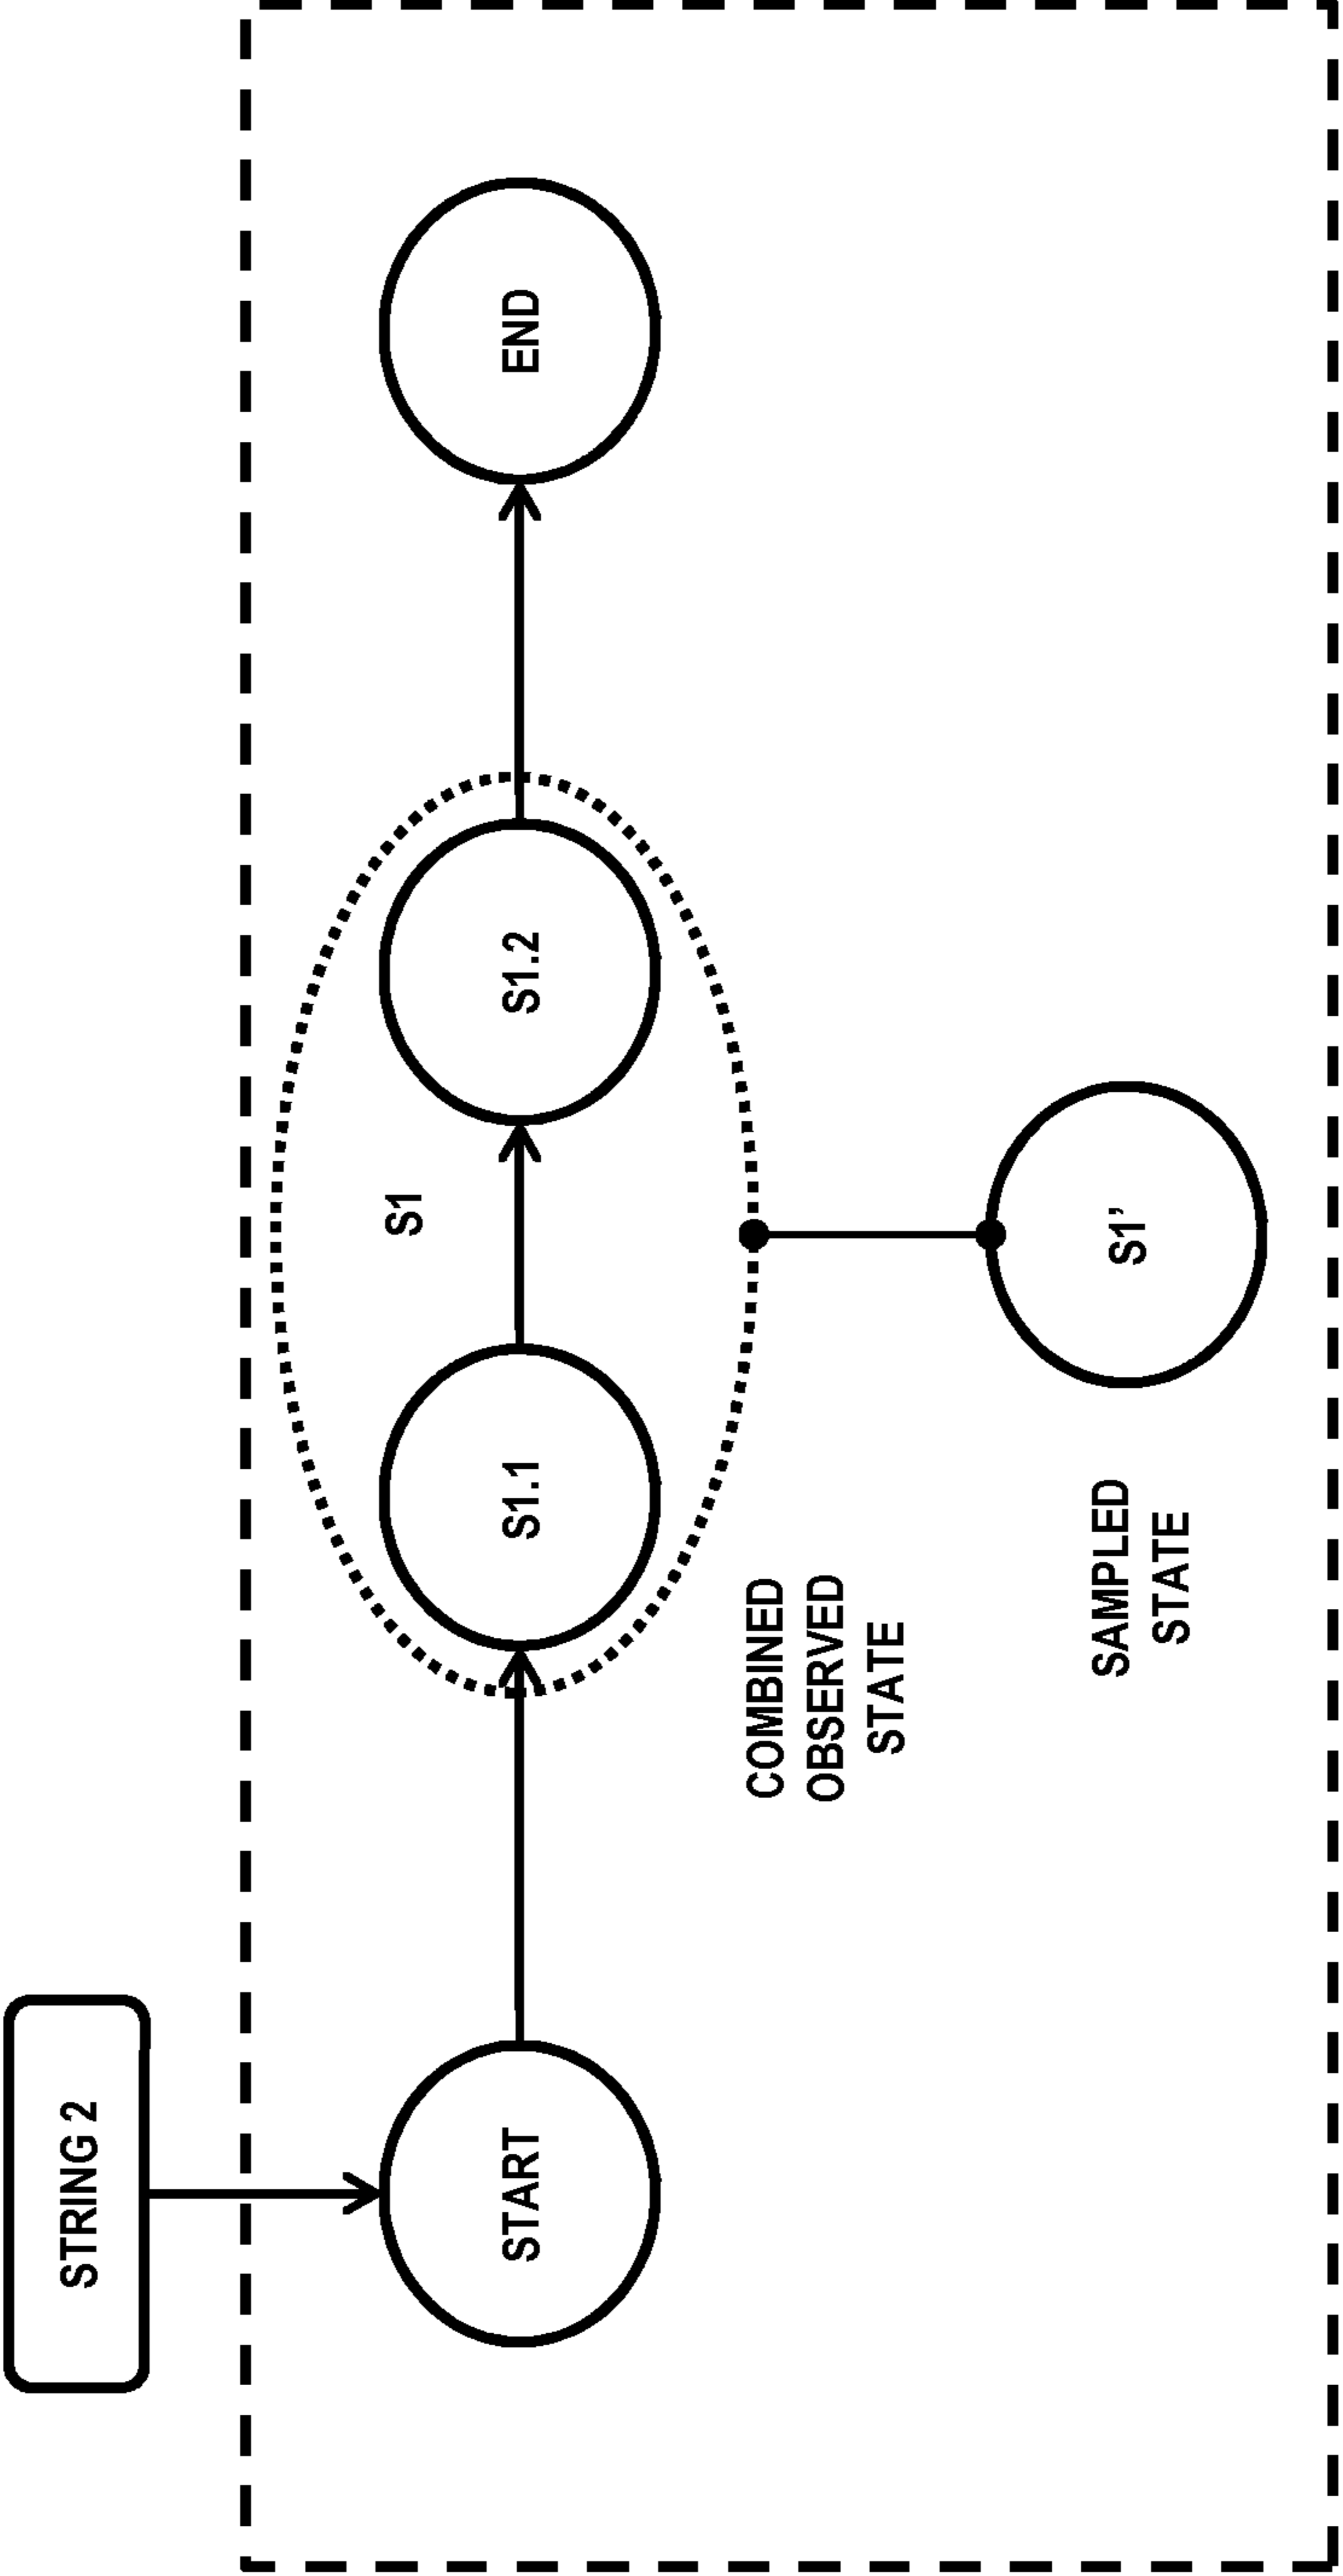 STRING 2
START
S1.1
S1
S1.2
END
COMBINED
OBSERVED
STATE
SAMPLED
STATE
S1’